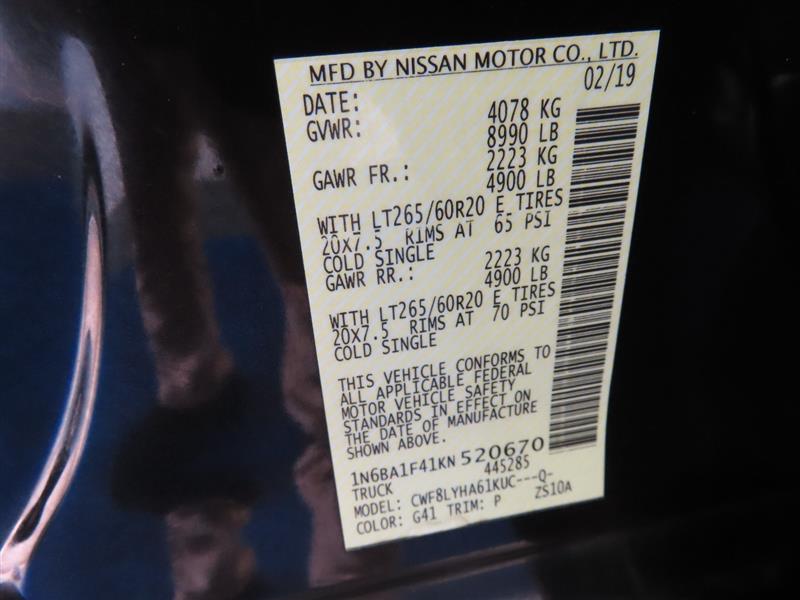 MFD BY NISSAN MOTOR CO., LTD.
DATE: 02/19
GVWR: 4078 KG
8990 LB
GAWR FR.: 2223 KG
4900 LB
WITH LT265/60R20 E TIRES
20X7.5 RIMS AT 65 PSI
COLD SINGLE
GAWR RR.: 2223 KG
4900 LB
WITH LT265/60R20 E TIRES
20X7.5 RIMS AT 70 PSI
COLD SINGLE
THIS VEHICLE CONFORMS TO
ALL APPLICABLE FEDERAL
MOTOR VEHICLE SAFETY
STANDARDS IN EFFECT ON
THE DATE OF MANUFACTURE
SHOWN ABOVE.
1N6BA1F41KN 520670
TRUCK 445285
MODEL: CWF8LYHA61KUC---Q-
COLOR: G41 TRIM: P ZS10A